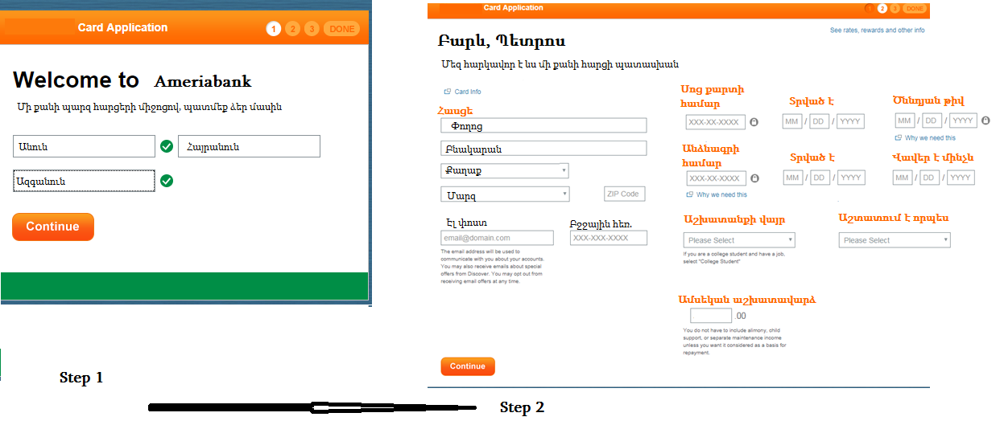 Card Application
1 2 3 DONE
Welcome to Ameriabank
Մի քանի պարզ հարցերի միջոցով, պատմեք ձեր մասին
Անուն
Հայրանուն
Ազգանուն
Continue
Step 1
Card Application
1 2 3 DONE
See rates, rewards and other info
Բարև, Պետրոս
Մեզ հարկավոր է ևս մի քանի հարցի պատասխան
Card Info
Հասցե
Փողոց
Բնակարան
Քաղաք
Մարզ
ZIP Code
Էլ փոստ
Բջջային հեռ.
email@domain.com
XXX-XXX-XXXX
The email address will be used to
communicate with you about your accounts.
You may also receive emails about special
offers from Discover. You may opt out from
receiving email offers at any time.
Continue
Սոց քարտի
համար
Տրված է
Ծննդյան թիվ
XXX-XX-XXXX
MM / DD / YYYY
MM / DD / YYYY
Why we need this
Անձնագրի
համար
Տրված է
Վավեր է մինչև
XXX-XX-XXXX
MM / DD / YYYY
MM / DD / YYYY
Why we need this
Աշխատանքի վայր
Աշտատում է որպես
Please Select
Please Select
If you are a college student and have a job,
select "College Student"
Ամսեկան աշխատավարձ
.00
You do not have to include alimony, child
support, or separate maintenance income
unless you want it considered as a basis for
repayment.
Step 2